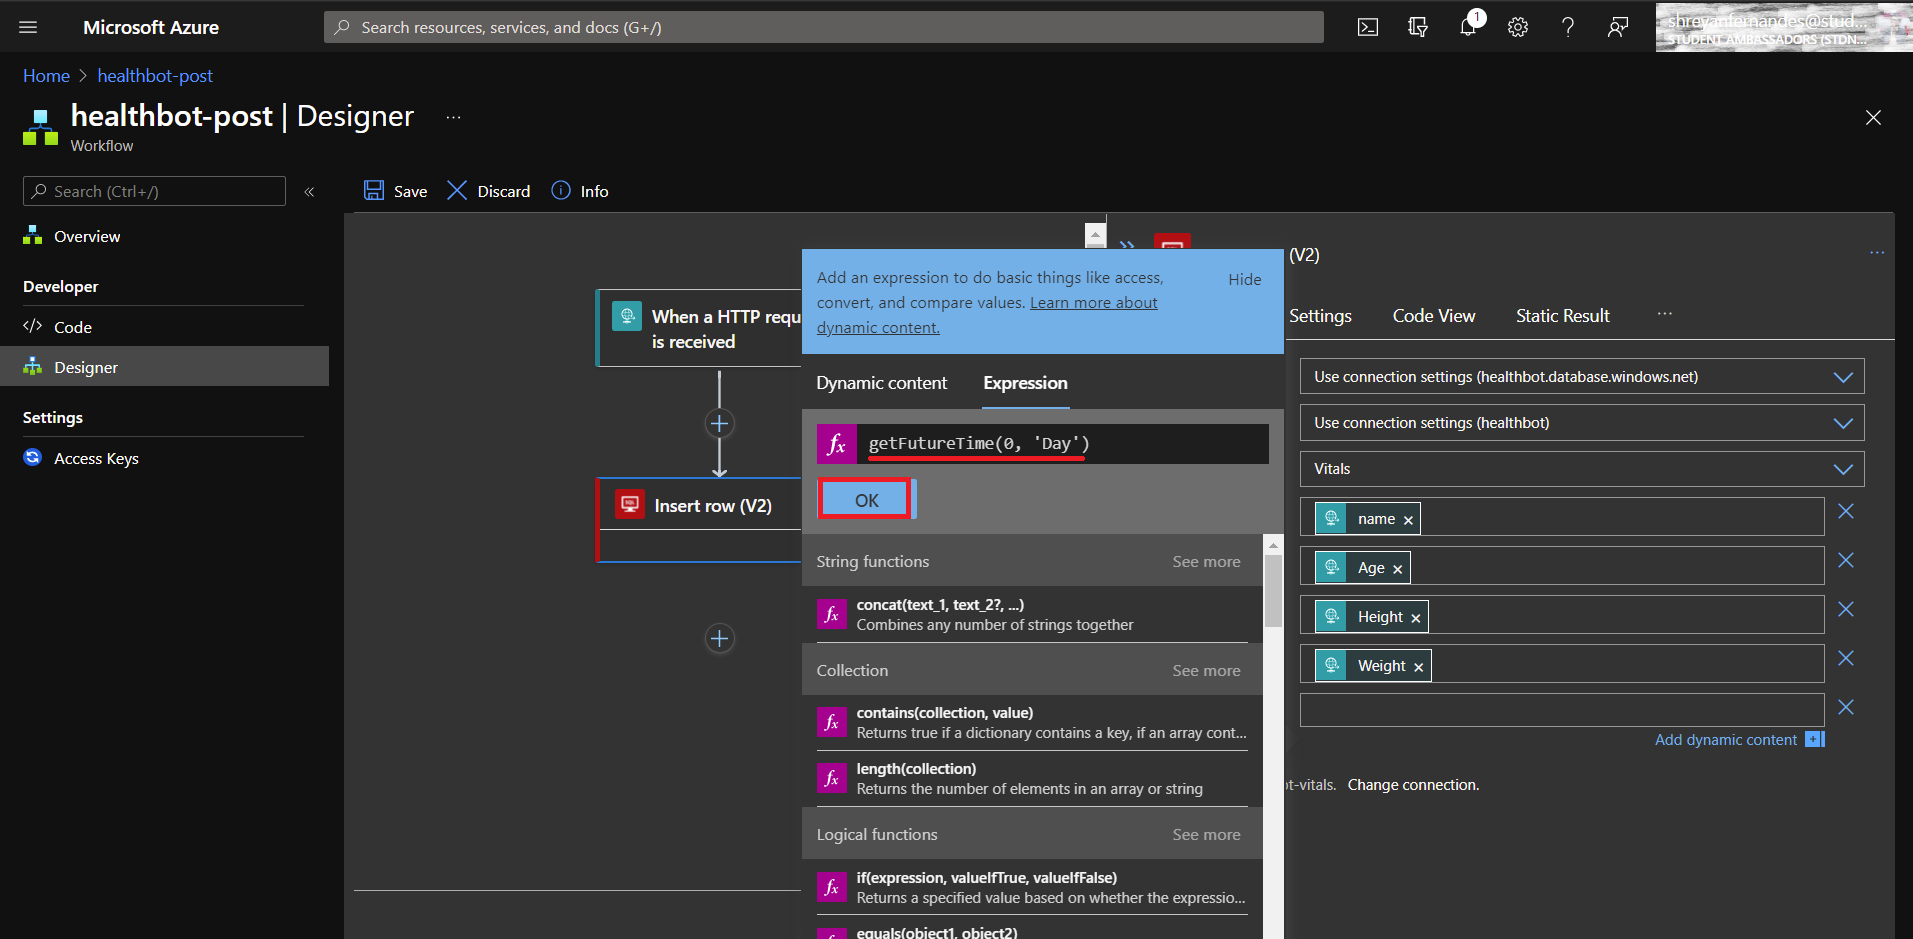 Microsoft Azure
Search resources, services, and docs (G+/)
1
shreyanfernandes@stud...
STUDENT AMBASSADORS (STDN...
Home > healthbot-post
healthbot-post | Designer ...
Workflow
Search (Ctrl+/)
«
Overview
Developer
</> Code
Designer
Settings
Access Keys
Save
Discard
Info
When a HTTP requ
is received
Insert row (V2)
Add an expression to do basic things like access,
convert, and compare values. Learn more about
dynamic content.
Hide
Dynamic content
Expression
fx getFutureTime(0, 'Day')
OK
String functions
See more
fx concat(text_1, text_2?, ...)
Combines any number of strings together
Collection
See more
fx contains(collection, value)
Returns true if a dictionary contains a key, if an array cont...
fx length(collection)
Returns the number of elements in an array or string
Logical functions
See more
fx if(expression, valueIfTrue, valueIfFalse)
Returns a specified value based on whether the expressio...
equals(object1, object2)
(V2)
...
Settings
Code View
Static Result
...
Use connection settings (healthbot.database.windows.net)
Use connection settings (healthbot)
Vitals
name ×
Age ×
Height ×
Weight ×
Add dynamic content
t-vitals. Change connection.